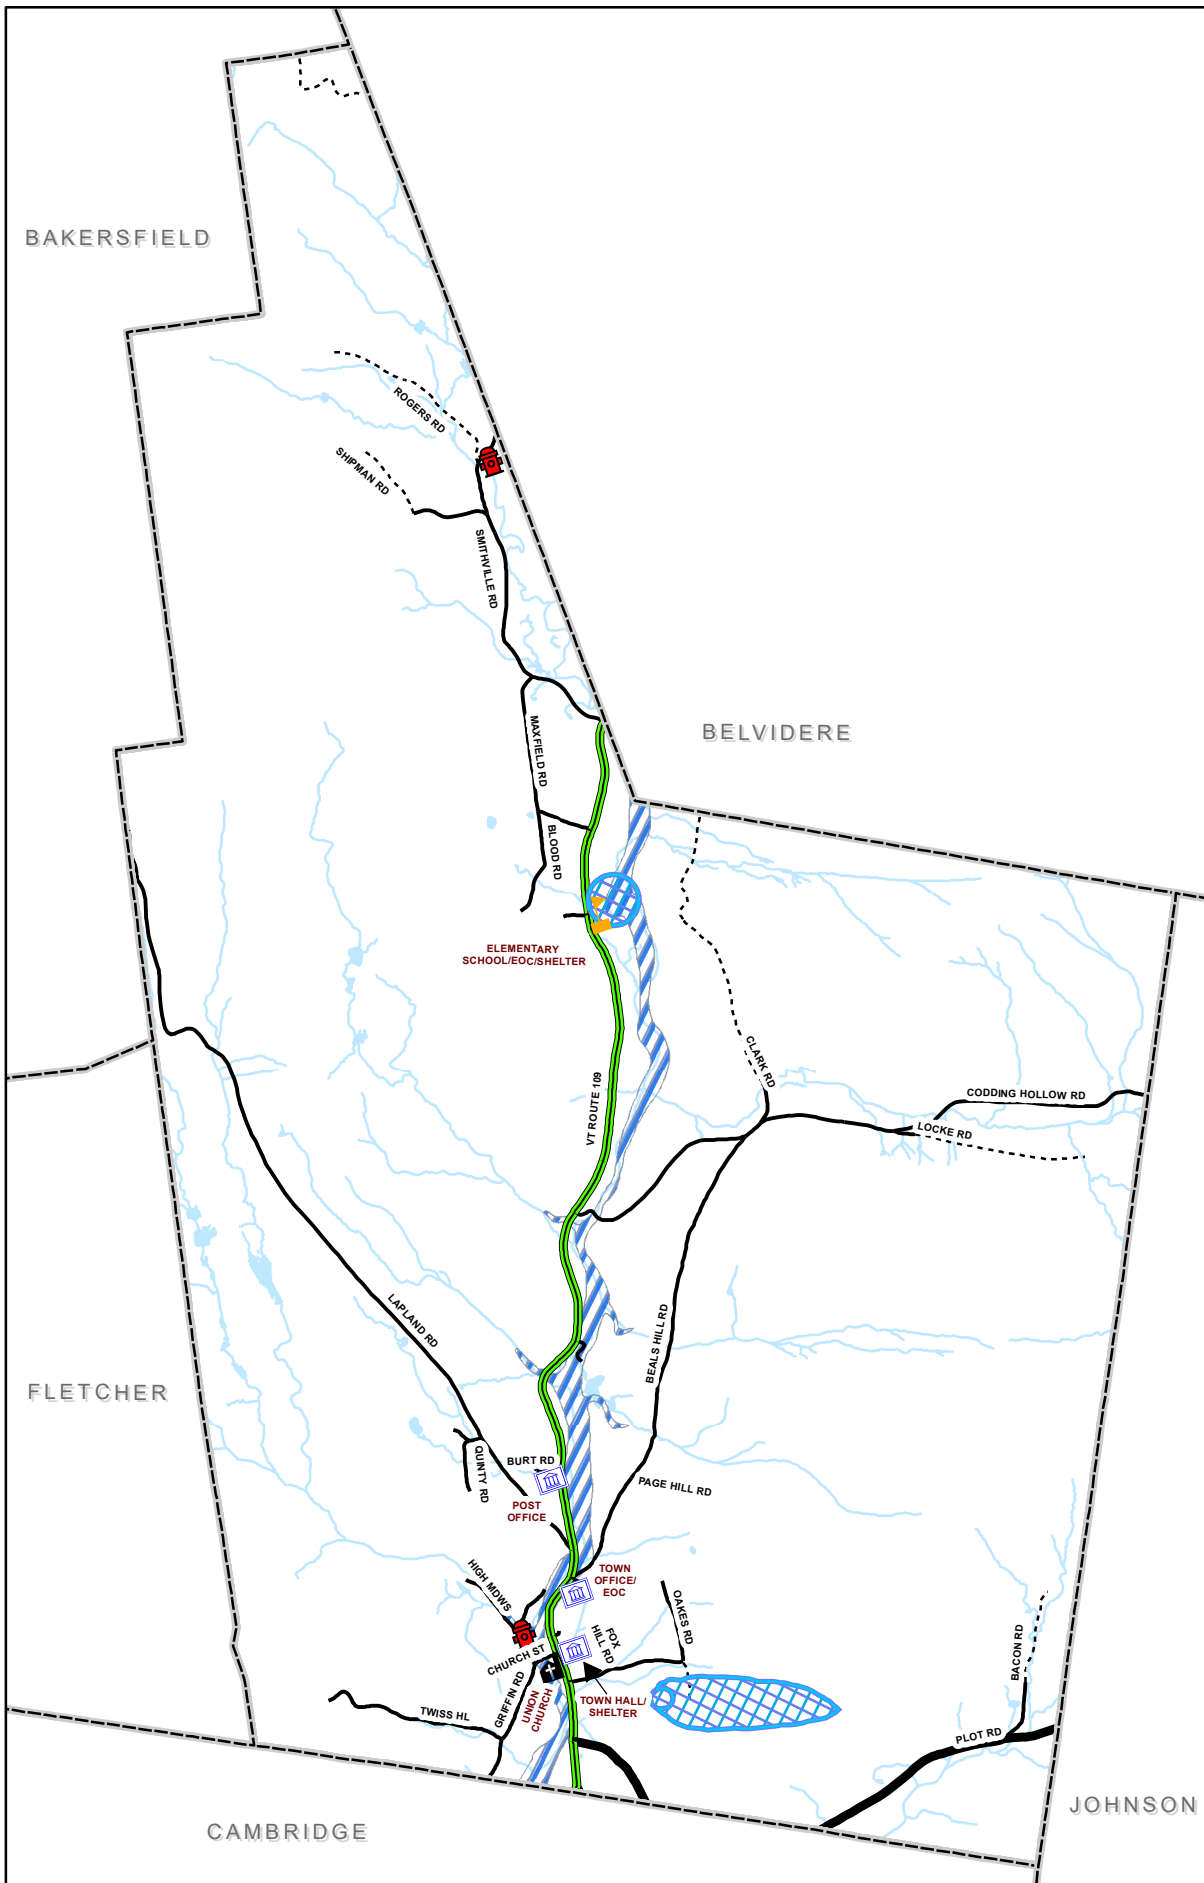 BAKERSFIELD
ROGERS RD
SHIPMAN RD
SMITHVILLE RD
MAXFIELD RD
BELVIDERE
BLOOD RD
ELEMENTARY
SCHOOL/EOC/SHELTER
CLARK RD
VT ROUTE 109
CODDING HOLLOW RD
LOCKE RD
LAPLAND RD
BEALS HILL RD
FLETCHER
QUINTY RD
BURT RD
PAGE HILL RD
POST
OFFICE
HIGH MDWS
TOWN
OFFICE/
EOC
OAKES RD
FOX
HILL RD
CHURCH ST
BACON RD
GRIFFIN RD
UNION
CHURCH
TOWN HALL/
SHELTER
TWISS HL
PLOT RD
JOHNSON
CAMBRIDGE